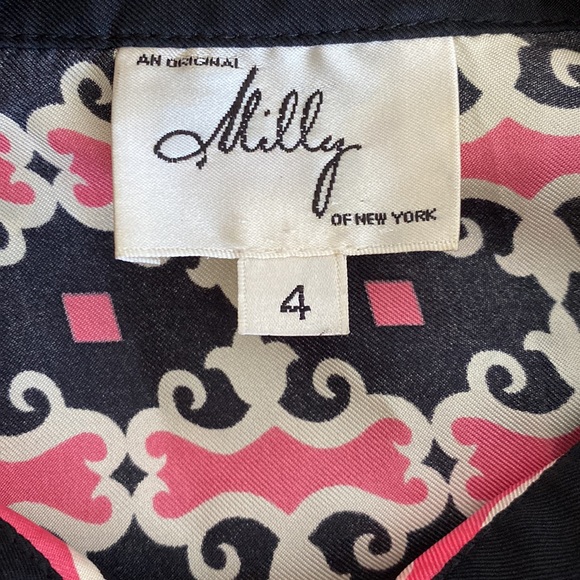 AN ORIGINAL
Milly
OF NEW YORK
4